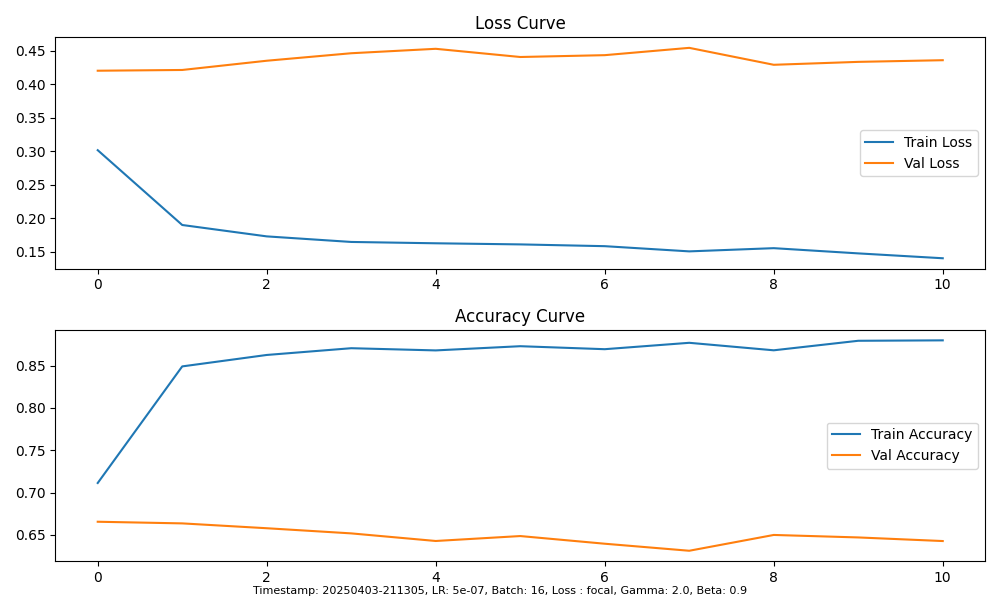 Loss Curve
0.45
0.40
0.35
0.30
0.25
0.20
0.15
Train Loss
Val Loss
0 2 4 6 8 10
Accuracy Curve
0.85
0.80
0.75
0.70
0.65
Train Accuracy
Val Accuracy
0 2 4 6 8 10
Timestamp: 20250403-211305, LR: 5e-07, Batch: 16, Loss : focal, Gamma: 2.0, Beta: 0.9